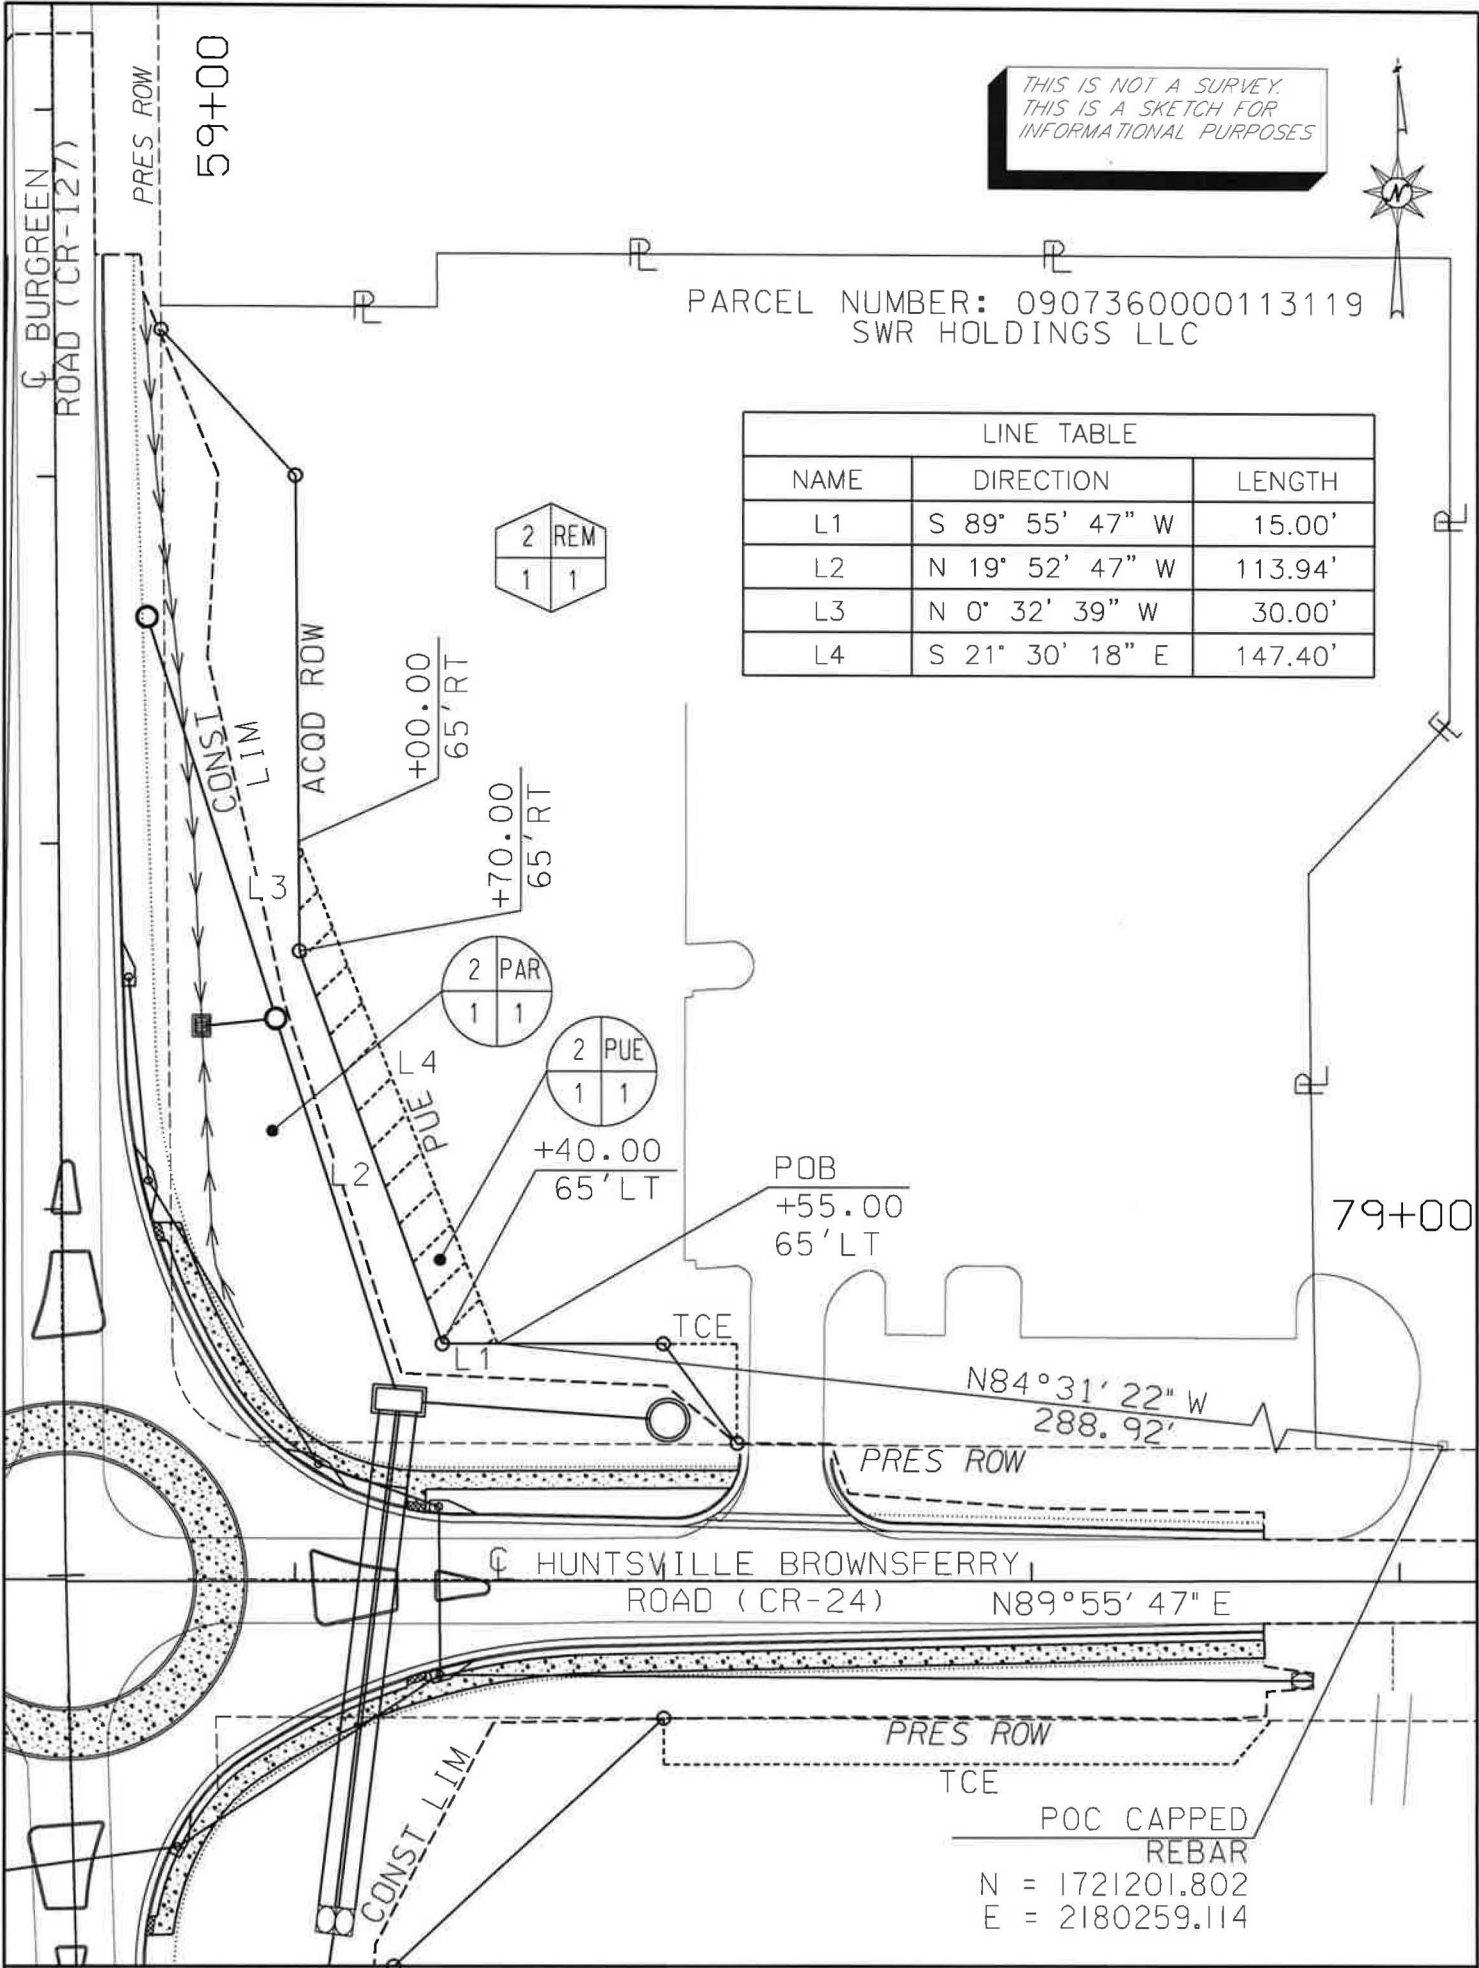 THIS IS NOT A SURVEY.
THIS IS A SKETCH FOR
INFORMATIONAL PURPOSES
N
59+00
PRES ROW
℄ BURGREEN
ROAD (CR-127)
PL
PL
PL
PARCEL NUMBER: 0907360000113119
SWR HOLDINGS LLC
LINE TABLE
NAME DIRECTION LENGTH
L1 S 89° 55' 47" W 15.00'
L2 N 19° 52' 47" W 113.94'
L3 N 0° 32' 39" W 30.00'
L4 S 21° 30' 18" E 147.40'
PL
2 REM
1 1
ACQD ROW
CONST
LIM
+00.00
65'RT
+70.00
65'RT
PL
L3
2 PAR
1 1
2 PUE
1 1
L4
PUE
L2
PL
+40.00
65'LT
POB
+55.00
65'LT
79+00
TCE
L1
N84°31'22" W
288.92'
PRES ROW
℄ HUNTSVILLE BROWNSFERRY
ROAD (CR-24) N89°55'47" E
PRES ROW
TCE
CONST LIM
POC CAPPED
REBAR
N = 1721201.802
E = 2180259.114